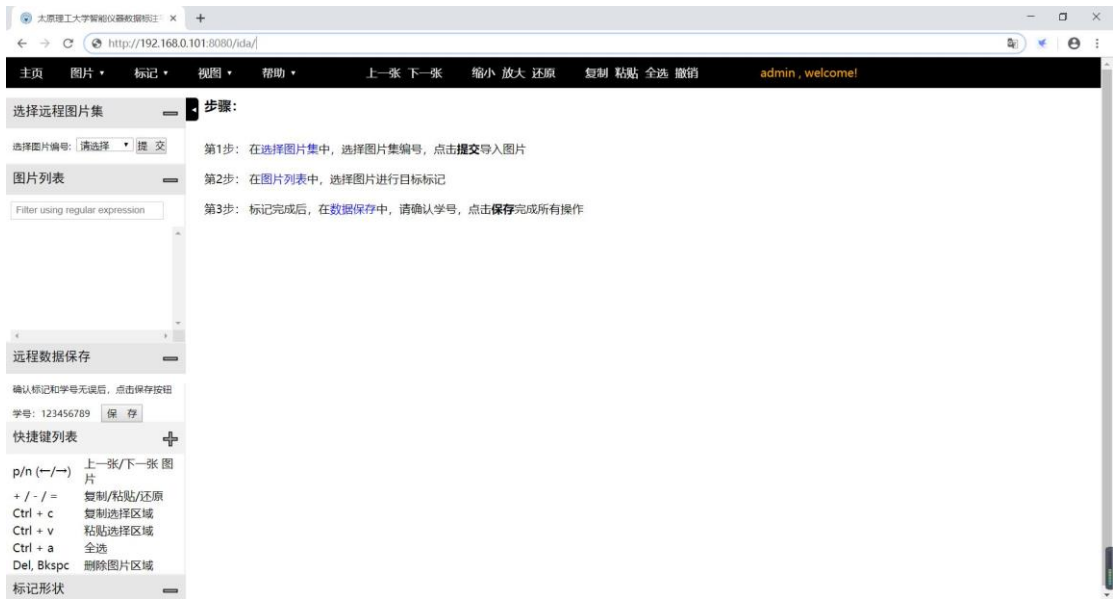 太原理工大学智能仪器数据标注
http://192.168.0.101:8080/ida/
主页 图片 标记 视图 帮助 上一张 下一张 缩小 放大 还原 复制 粘贴 全选 撤销 admin , welcome!
选择远程图片集
选择图片编号: 请选择 提 交
图片列表
Filter using regular expression
远程数据保存
确认标记和学号无误后，点击保存按钮
学号: 123456789 保 存
快捷键列表
p/n (←/→) 上一张/下一张 图片
+ / - / = 复制/粘贴/还原
Ctrl + c 复制选择区域
Ctrl + v 粘贴选择区域
Ctrl + a 全选
Del, Bkspc 删除图片区域
标记形状
步骤：
第1步： 在选择图片集中，选择图片集编号，点击提交导入图片
第2步： 在图片列表中，选择图片进行目标标记
第3步： 标记完成后，在数据保存中，请确认学号，点击保存完成所有操作